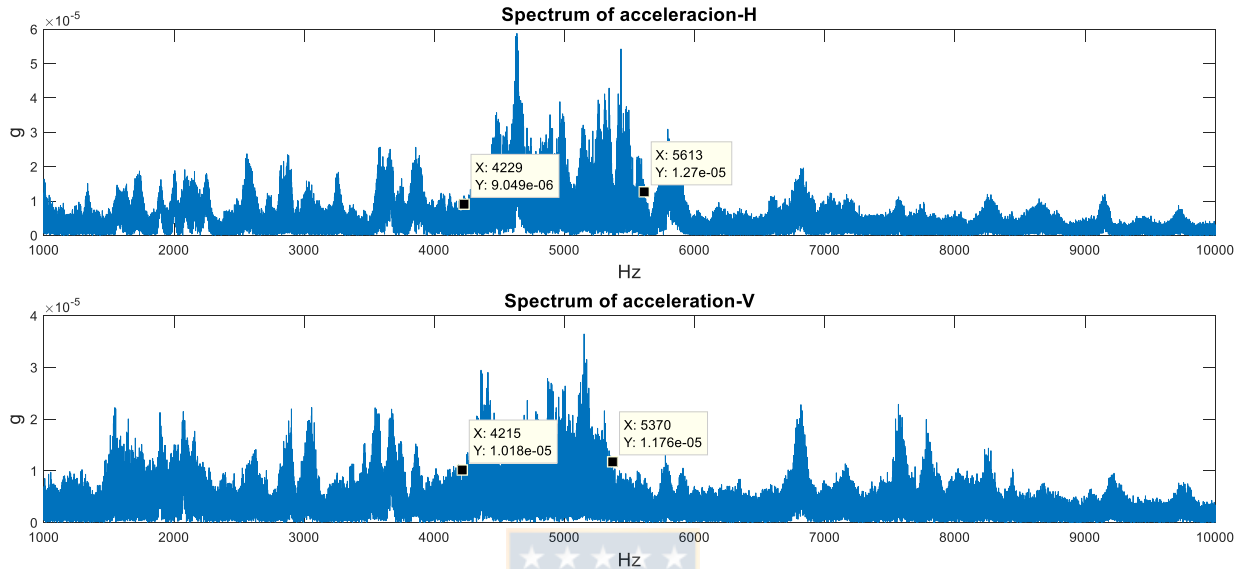 Spectrum of acceleracion-H
×10⁻⁵
6
5
4
3
2
1
0
g
X: 4229
Y: 9.049e-06
X: 5613
Y: 1.27e-05
1000 2000 3000 4000 5000 6000 7000 8000 9000 10000
Hz
Spectrum of acceleration-V
×10⁻⁵
4
3
2
1
0
g
X: 4215
Y: 1.018e-05
X: 5370
Y: 1.176e-05
1000 2000 3000 4000 5000 6000 7000 8000 9000 10000
Hz